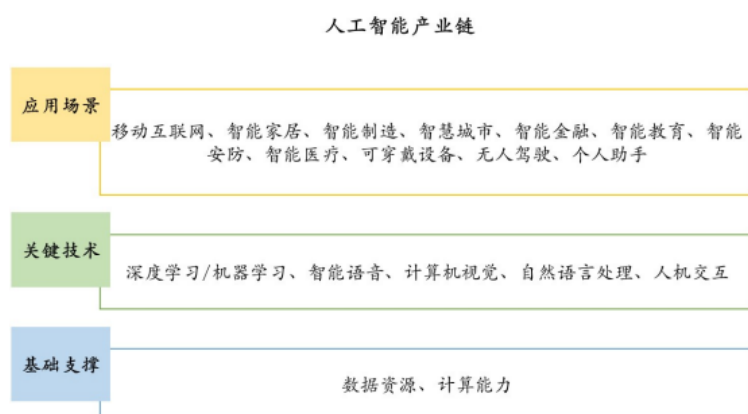 人工智能产业链
应用场景
移动互联网、智能家居、智能制造、智慧城市、智能金融、智能教育、智能
安防、智能医疗、可穿戴设备、无人驾驶、个人助手
关键技术
深度学习/机器学习、智能语音、计算机视觉、自然语言处理、人机交互
基础支撑
数据资源、计算能力